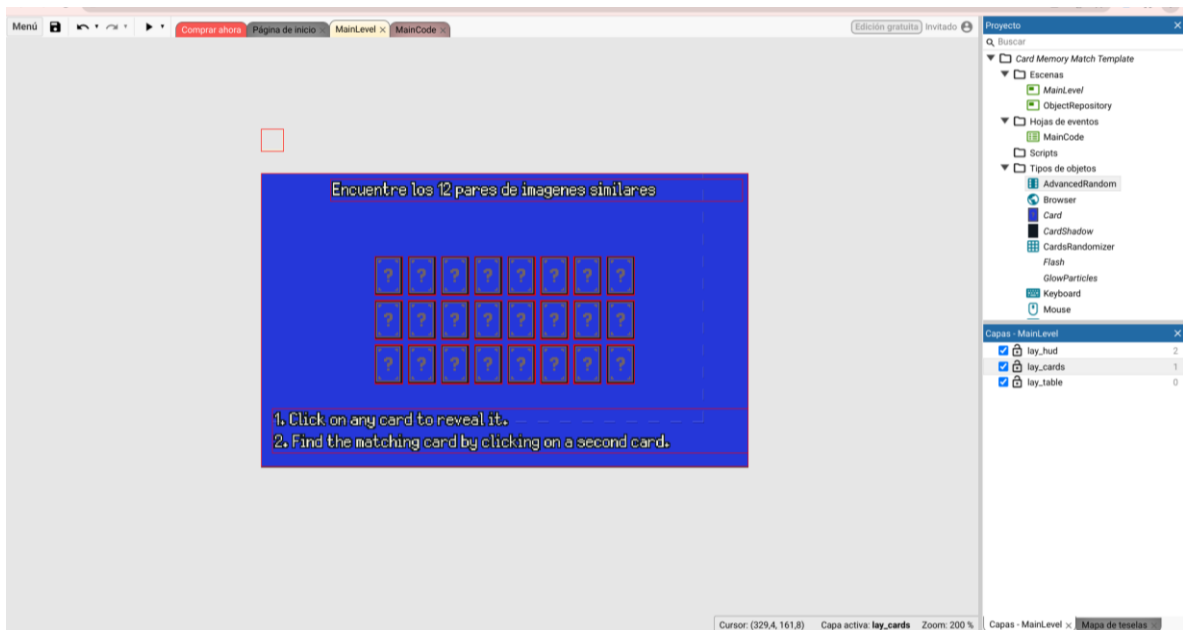 Menú
Comprar ahora
Página de inicio
MainLevel
MainCode
Edición gratuita
Invitado
Proyecto
Buscar
Card Memory Match Template
Escenas
MainLevel
ObjectRepository
Hojas de eventos
MainCode
Scripts
Tipos de objetos
AdvancedRandom
Browser
Card
CardShadow
CardsRandomizer
Flash
GlowParticles
Keyboard
Mouse
Encuentre los 12 pares de imagenes similares
? ? ? ? ? ? ? ?
? ? ? ? ? ? ? ?
? ? ? ? ? ? ? ?
1. Click on any card to reveal it.
2. Find the matching card by clicking on a second card.
Capas - MainLevel
lay_hud 2
lay_cards 1
lay_table 0
Cursor: (329,4, 161,8) Capa activa: lay_cards Zoom: 200 %
Capas - MainLevel
Mapa de teselas